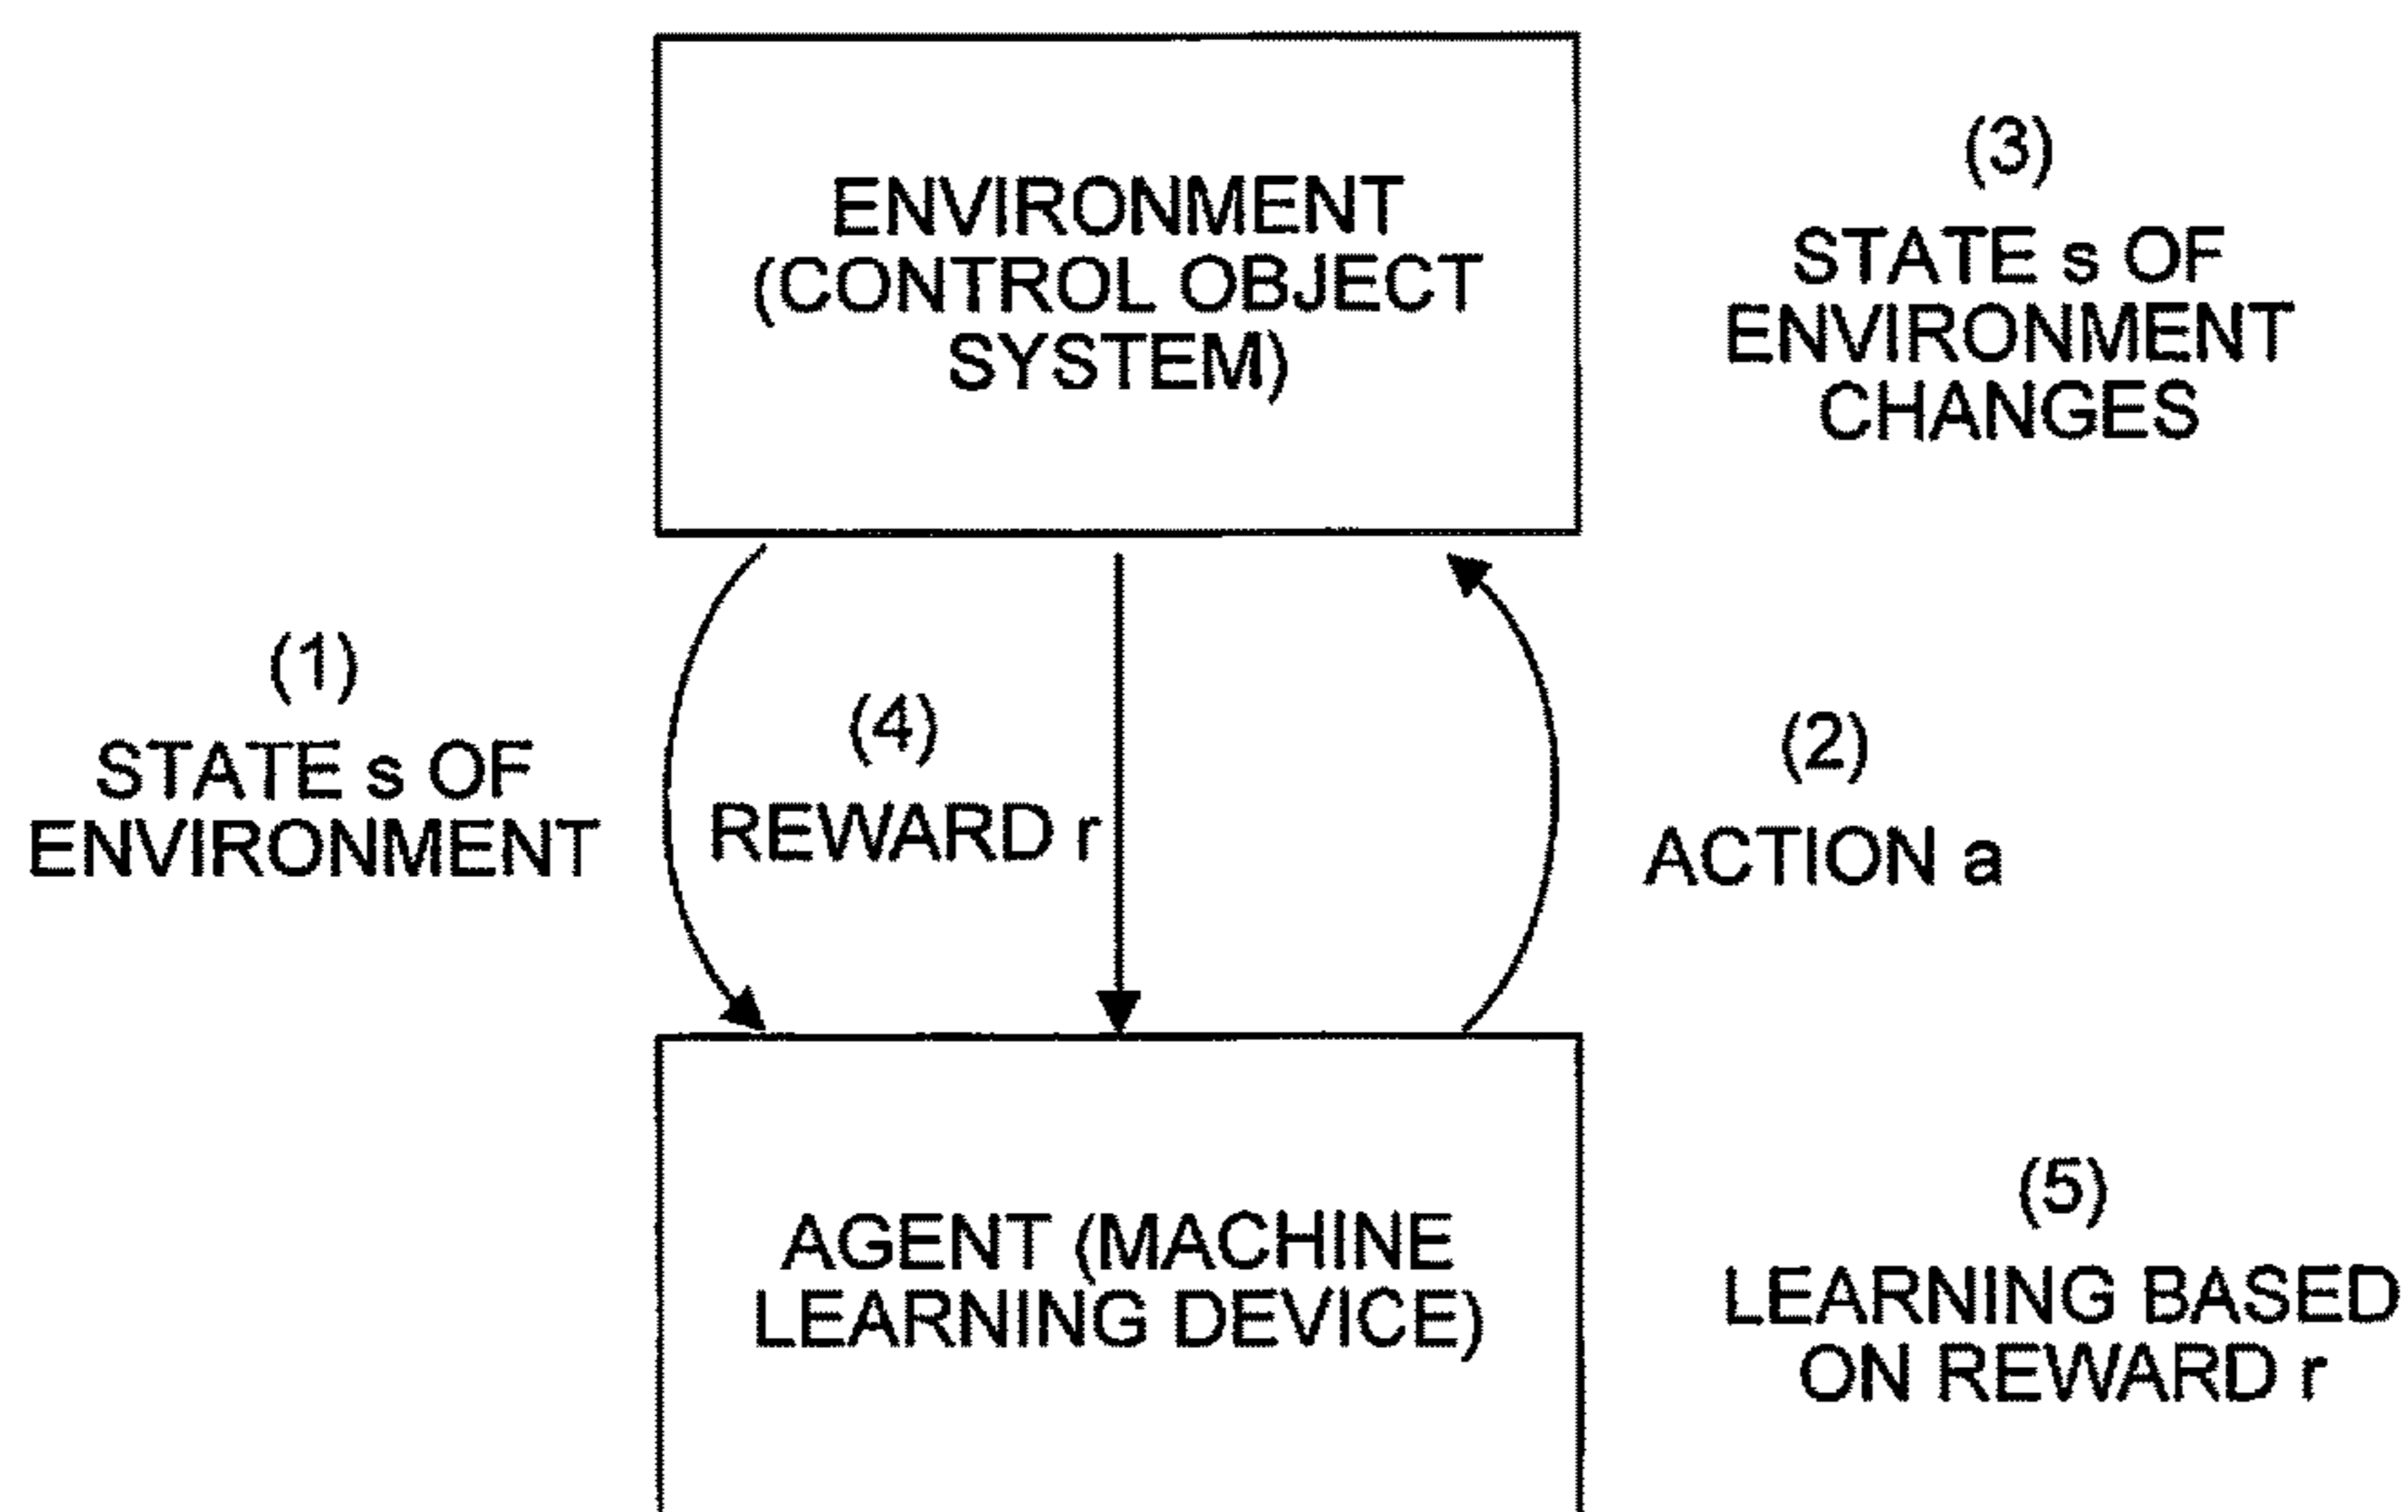 ENVIRONMENT
(CONTROL OBJECT
SYSTEM)
(3)
STATE s OF
ENVIRONMENT
CHANGES
(1)
STATE s OF
ENVIRONMENT
(4)
REWARD r
(2)
ACTION a
AGENT (MACHINE
LEARNING DEVICE)
(5)
LEARNING BASED
ON REWARD r